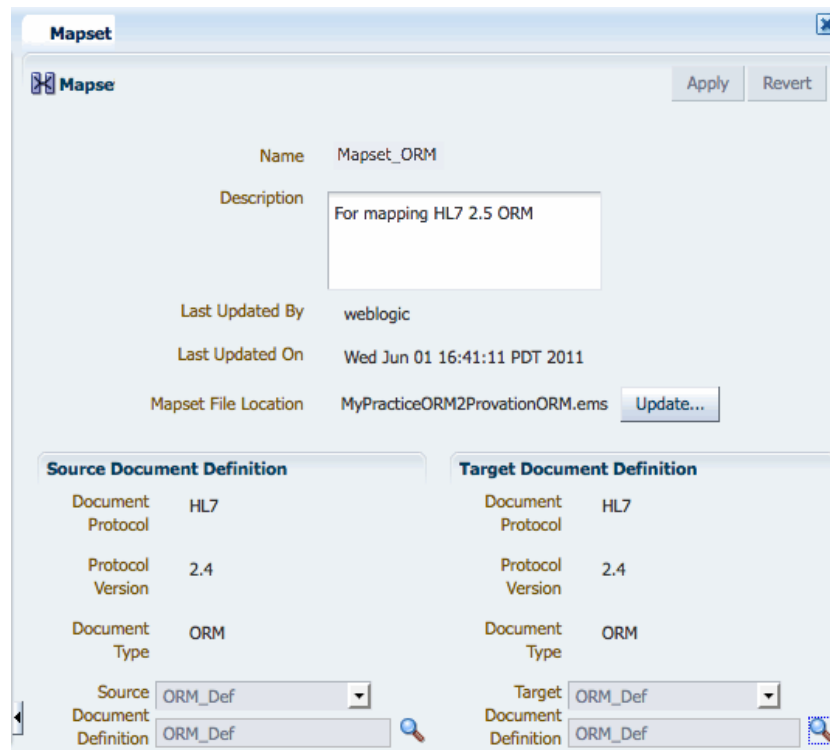 Mapset
Mapse
Apply
Revert
Name
Mapset_ORM
Description
For mapping HL7 2.5 ORM
Last Updated By
weblogic
Last Updated On
Wed Jun 01 16:41:11 PDT 2011
Mapset File Location
MyPracticeORM2ProvationORM.ems
Update...
Source Document Definition
Document
Protocol
HL7
Protocol
Version
2.4
Document
Type
ORM
Source
Document
Definition
ORM_Def
ORM_Def
Target Document Definition
Document
Protocol
HL7
Protocol
Version
2.4
Document
Type
ORM
Target
Document
Definition
ORM_Def
ORM_Def